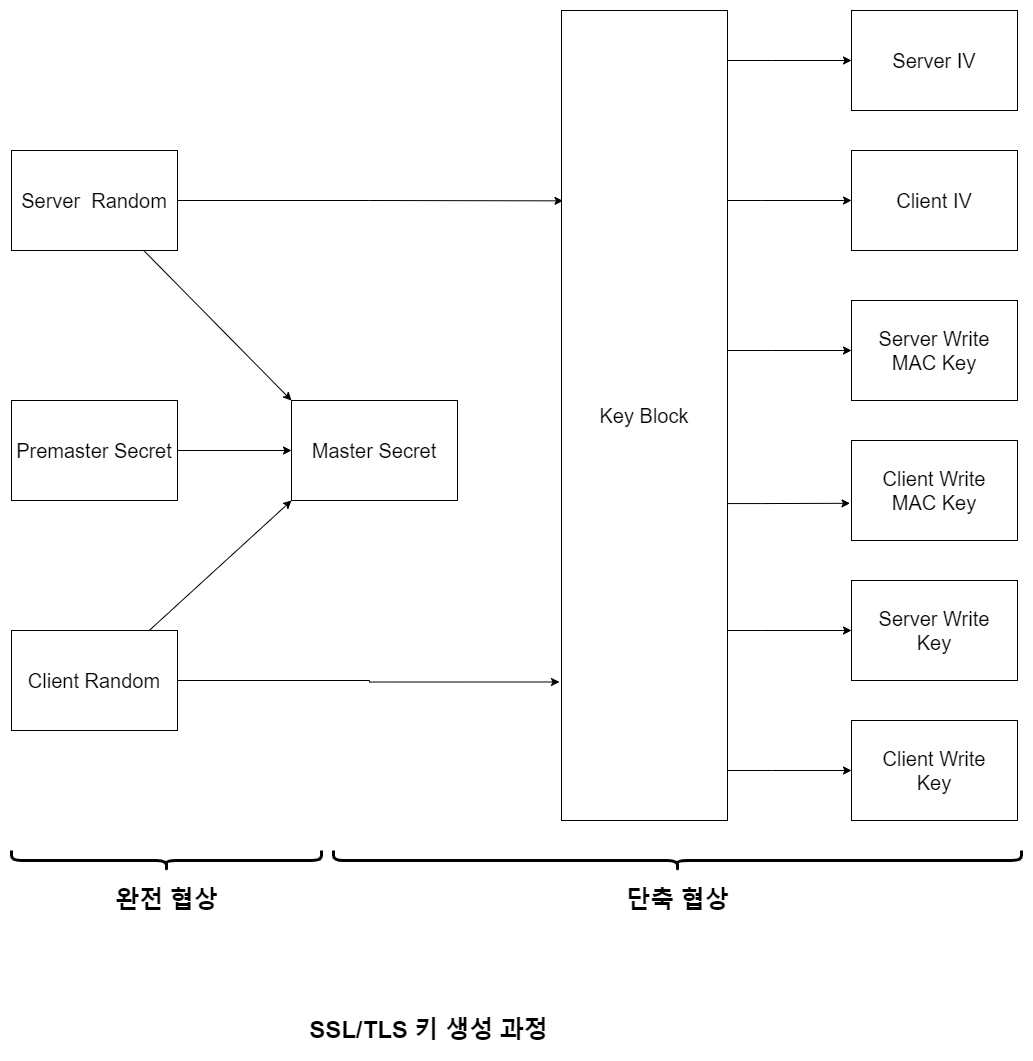 Server IV
Server  Random
Client IV
Server Write
MAC Key
Key Block
Premaster Secret
Master Secret
Client Write
MAC Key
Server Write
Key
Client Random
Client Write
Key
완전 협상
단축 협상
SSL/TLS 키 생성 과정